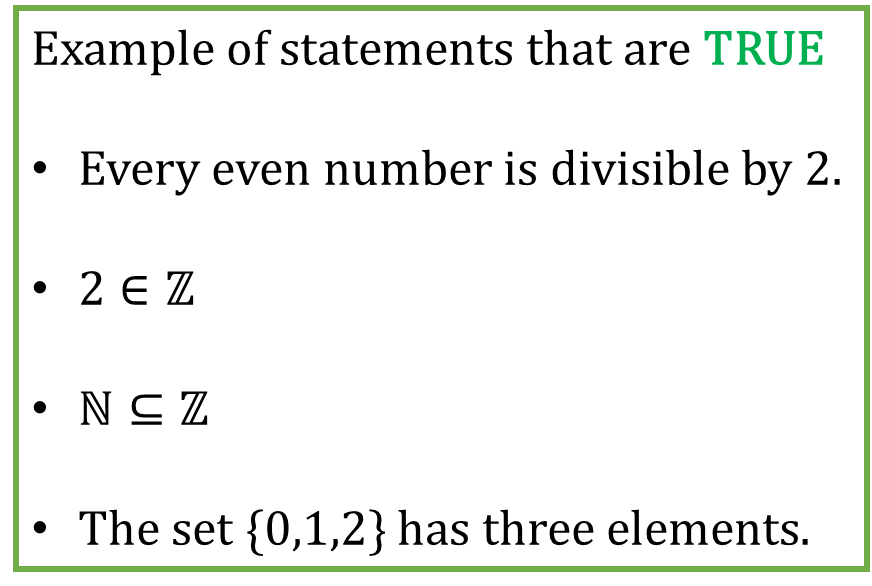 Example of statements that are TRUE
• Every even number is divisible by 2.
• 2 ∈ ℤ
• ℕ ⊆ ℤ
• The set {0,1,2} has three elements.